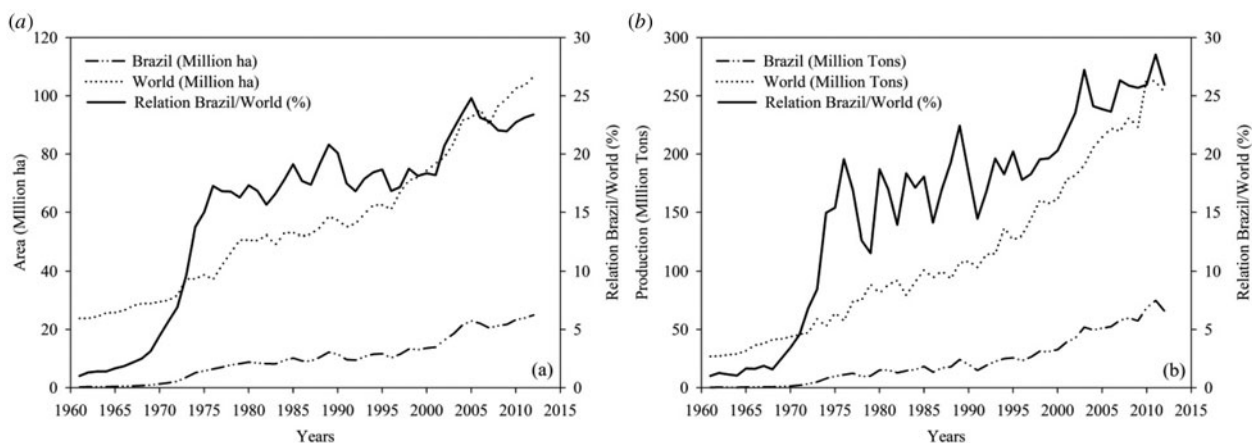 (a)
120
100
80
60
40
20
0
Area (MIllion ha)
30
25
20
15
10
5
0
Relation Brazil/World (%)
Brazil (Million ha)
World (Million ha)
Relation Brazil/World (%)
(a)
1960 1965 1970 1975 1980 1985 1990 1995 2000 2005 2010 2015
Years
(b)
300
250
200
150
100
50
0
Production (MIllion Tons)
30
25
20
15
10
5
0
Relation Brazil/World (%)
Brazil (Million Tons)
World (Million Tons)
Relation Brazil/World (%)
(b)
1960 1965 1970 1975 1980 1985 1990 1995 2000 2005 2010 2015
Years